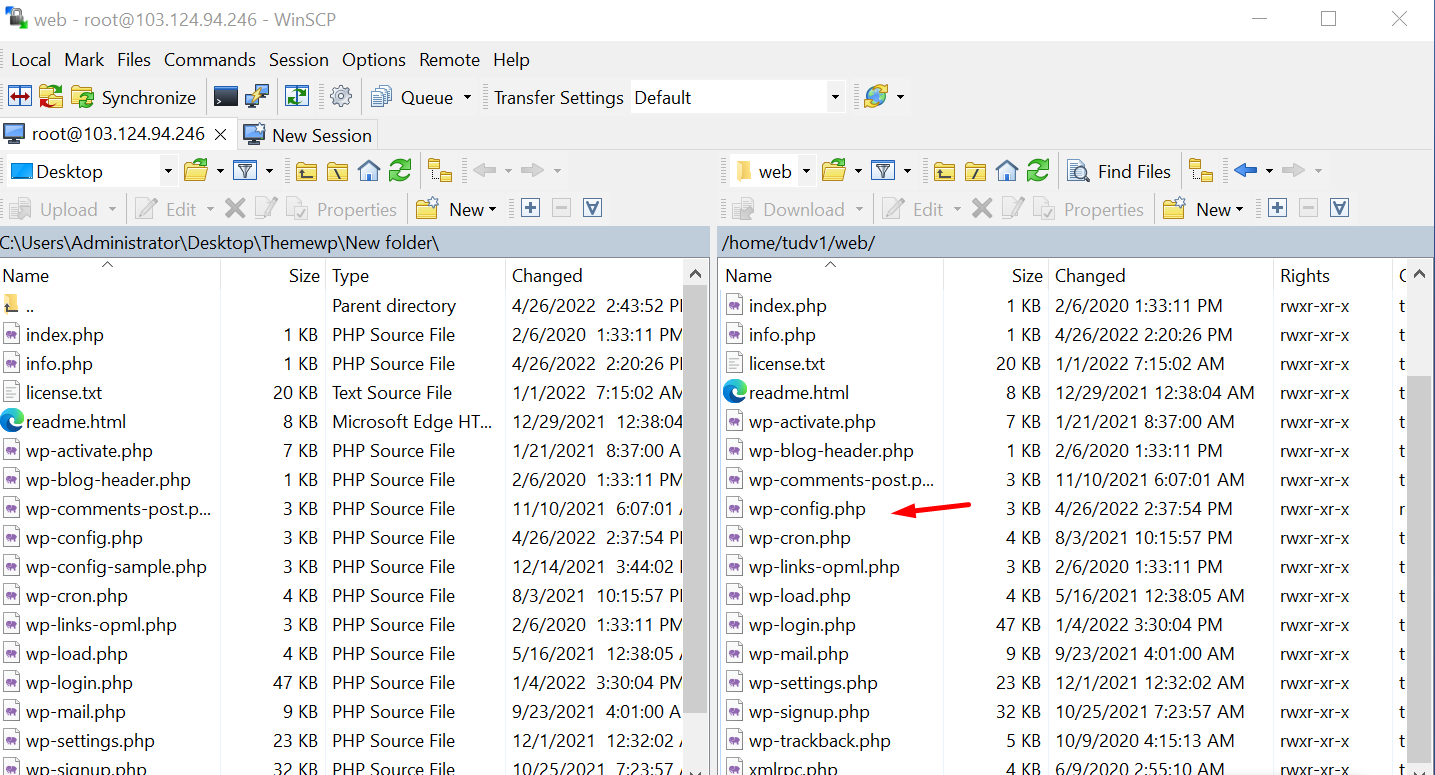 web - root@103.124.94.246 - WinSCP
Local Mark Files Commands Session Options Remote Help
Synchronize Queue Transfer Settings Default
root@103.124.94.246 New Session
Desktop web Find Files
Upload Edit Properties New Download Edit Properties New
C:\Users\Administrator\Desktop\Themewp\New folder\ /home/tudv1/web/
Name Size Type Changed Name Size Changed Rights
.. Parent directory 4/26/2022 2:43:52 index.php 1 KB 2/6/2020 1:33:11 PM rwxr-xr-x t
index.php 1 KB PHP Source File 2/6/2020 1:33:11 PM info.php 1 KB 4/26/2022 2:20:26 PM rwxr-xr-x t
info.php 1 KB PHP Source File 4/26/2022 2:20:26 license.txt 20 KB 1/1/2022 7:15:02 AM rwxr-xr-x t
license.txt 20 KB Text Source File 1/1/2022 7:15:02 AM readme.html 8 KB 12/29/2021 12:38:04 AM rwxr-xr-x t
readme.html 8 KB Microsoft Edge HT... 12/29/2021 12:38:04 wp-activate.php 7 KB 1/21/2021 8:37:00 AM rwxr-xr-x t
wp-activate.php 7 KB PHP Source File 1/21/2021 8:37:00 A wp-blog-header.php 1 KB 2/6/2020 1:33:11 PM rwxr-xr-x t
wp-blog-header.php 1 KB PHP Source File 2/6/2020 1:33:11 PM wp-comments-post.p... 3 KB 11/10/2021 6:07:01 AM rwxr-xr-x t
wp-comments-post.p... 3 KB PHP Source File 11/10/2021 6:07:01 wp-config.php 3 KB 4/26/2022 2:37:54 PM rwxr-xr-x r
wp-config.php 3 KB PHP Source File 4/26/2022 2:37:54 wp-cron.php 4 KB 8/3/2021 10:15:57 PM rwxr-xr-x t
wp-config-sample.php 3 KB PHP Source File 12/14/2021 3:44:02 wp-links-opml.php 3 KB 2/6/2020 1:33:11 PM rwxr-xr-x t
wp-cron.php 4 KB PHP Source File 8/3/2021 10:15:57 wp-load.php 4 KB 5/16/2021 12:38:05 AM rwxr-xr-x t
wp-links-opml.php 3 KB PHP Source File 2/6/2020 1:33:11 PM wp-login.php 47 KB 1/4/2022 3:30:04 PM rwxr-xr-x t
wp-load.php 4 KB PHP Source File 5/16/2021 12:38:05 wp-mail.php 9 KB 9/23/2021 4:01:00 AM rwxr-xr-x t
wp-login.php 47 KB PHP Source File 1/4/2022 3:30:04 PM wp-settings.php 23 KB 12/1/2021 12:32:02 AM rwxr-xr-x t
wp-mail.php 9 KB PHP Source File 9/23/2021 4:01:00 A wp-signup.php 32 KB 10/25/2021 7:23:57 AM rwxr-xr-x t
wp-settings.php 23 KB PHP Source File 12/1/2021 12:32:02 wp-trackback.php 5 KB 10/9/2020 4:15:13 AM rwxr-xr-x t
wp-signup.php 32 KB PHP Source File 10/25/2021 7:23:57 xmlrpc.php 4 KB 6/9/2020 2:55:10 AM rwxr-xr-x t